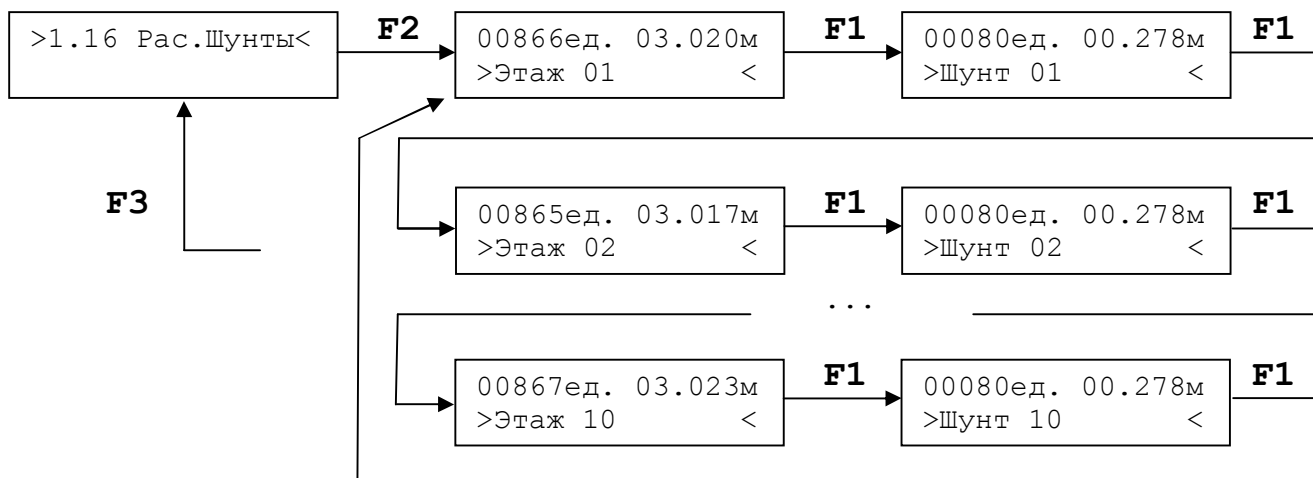 >1.16 Рас.Шунты<
F2
00866ед. 03.020м
>Этаж 01 <
F1
00080ед. 00.278м
>Шунт 01 <
F1
F3
00865ед. 03.017м
>Этаж 02 <
F1
00080ед. 00.278м
>Шунт 02 <
F1
...
00867ед. 03.023м
>Этаж 10 <
F1
00080ед. 00.278м
>Шунт 10 <
F1